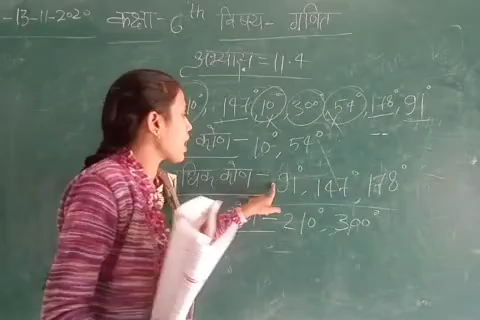 -13-11-2020 कक्षा- 6th विषय- गणित
अभ्यास = 11.4
10°, 147°, 10°, 300°, 54°, 178°, 91°
कोण- 10°, 54°
धिक कोण- 91°, 147°, 178°
- 210°, 300°